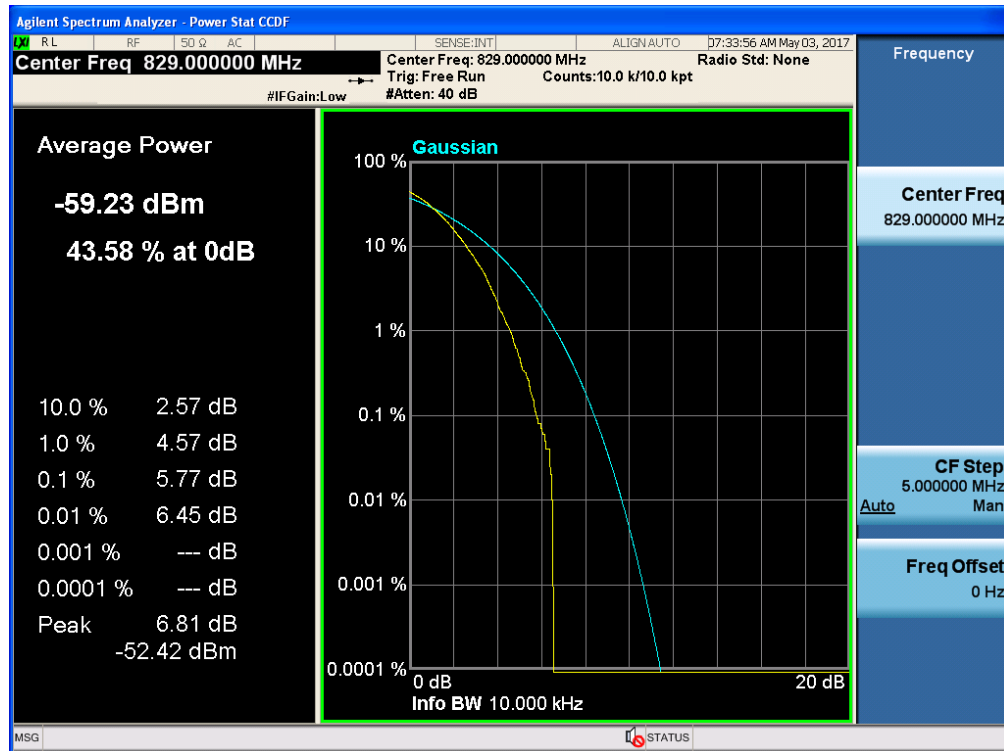 Agilent Spectrum Analyzer - Power Stat CCDF
LXI RL RF 50 Ω AC SENSE:INT ALIGNAUTO 07:33:56 AM May 03, 2017
Center Freq 829.000000 MHz
Center Freq: 829.000000 MHz Radio Std: None
Trig: Free Run Counts:10.0 k/10.0 kpt
#IFGain:Low #Atten: 40 dB
Average Power
-59.23 dBm
43.58 % at 0dB
10.0 % 2.57 dB
1.0 % 4.57 dB
0.1 % 5.77 dB
0.01 % 6.45 dB
0.001 % --- dB
0.0001 % --- dB
Peak 6.81 dB
-52.42 dBm
Gaussian
100 %
10 %
1 %
0.1 %
0.01 %
0.001 %
0.0001 %
0 dB 20 dB
Info BW 10.000 kHz
Frequency
Center Freq
829.000000 MHz
CF Step
5.000000 MHz
Auto Man
Freq Offset
0 Hz
MSG STATUS